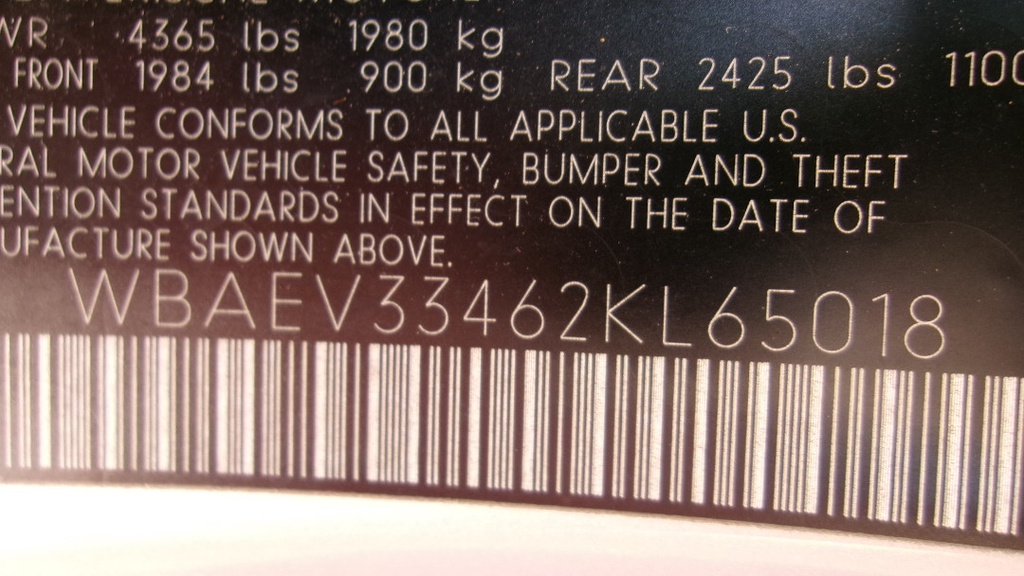 WR 4365 lbs 1980 kg
FRONT 1984 lbs 900 kg REAR 2425 lbs 1100
VEHICLE CONFORMS TO ALL APPLICABLE U.S.
RAL MOTOR VEHICLE SAFETY, BUMPER AND THEFT
ENTION STANDARDS IN EFFECT ON THE DATE OF
UFACTURE SHOWN ABOVE.
WBAEV33462KL65018